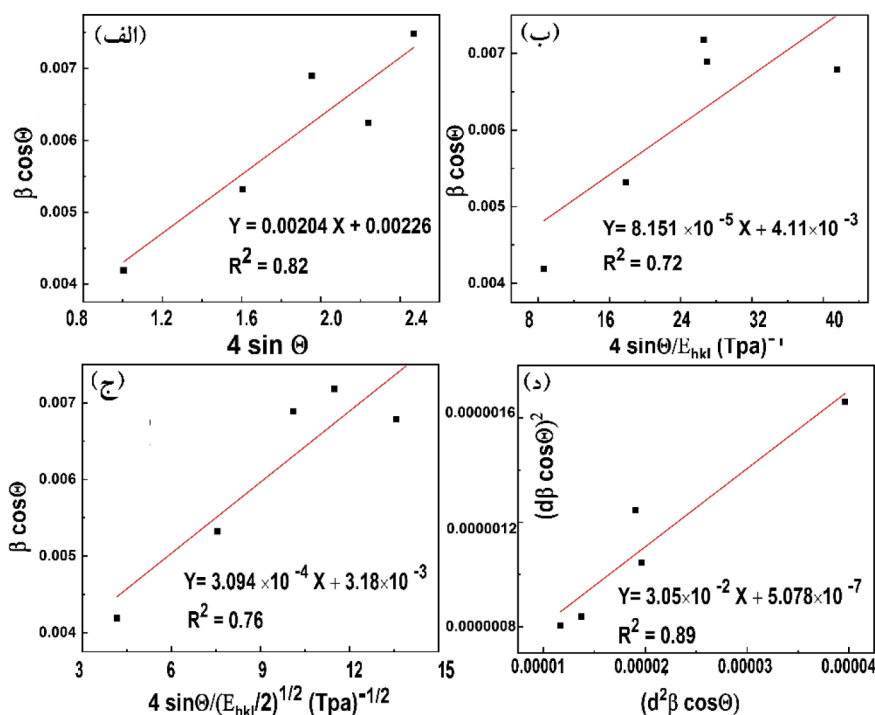 (الف)
0.007
0.006
0.005
0.004
β cosΘ
Y = 0.00204 X + 0.00226
R² = 0.82
0.8 1.2 1.6 2.0 2.4
4 sin Θ
(ب)
0.007
0.006
0.005
0.004
β cosΘ
Y= 8.151 ×10 ⁻⁵ X + 4.11×10 ⁻³
R² = 0.72
8 16 24 32 40
4 sinΘ/E_hkl (Tpa)⁻¹
(ج)
0.007
0.006
0.005
0.004
β cosΘ
Y= 3.094 ×10 ⁻⁴ X + 3.18×10 ⁻³
R² = 0.76
3 6 9 12 15
4 sinΘ/(E_hkl/2)^1/2 (Tpa)^-1/2
(د)
0.0000016
0.0000012
0.0000008
(dβ cosΘ)²
Y= 3.05×10 ⁻² X + 5.078×10 ⁻⁷
R² = 0.89
0.00001 0.00002 0.00003 0.00004
(d²β cosΘ)